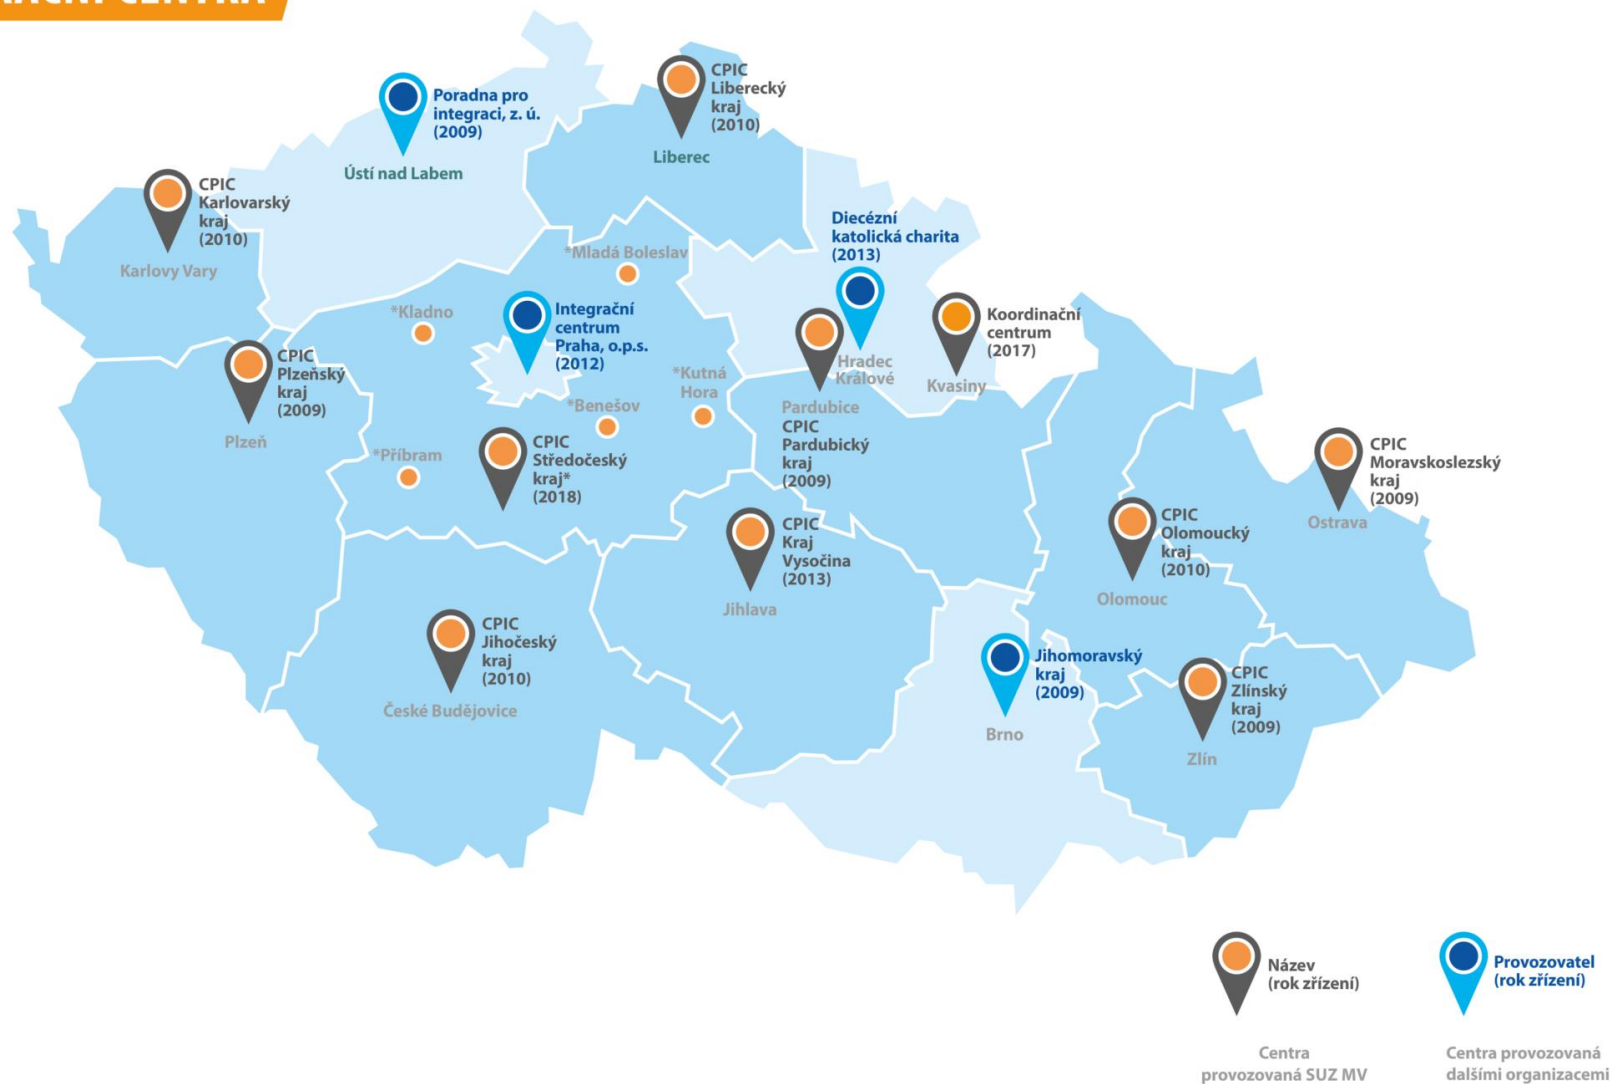 CENTRA
CPIC
Liberecký
kraj
(2010)
Liberec
Poradna pro
integraci, z. ú.
(2009)
Ústí nad Labem
CPIC
Karlovarský
kraj
(2010)
Karlovy Vary
Diecézní
katolická charita
(2013)
Hradec
Králové
*Mladá Boleslav
*Kladno
Integrační
centrum
Praha, o.p.s.
(2012)
Koordinační
centrum
(2017)
Kvasiny
CPIC
Plzeňský
kraj
(2009)
Plzeň
*Kutná
Hora
*Benešov
Pardubice
CPIC
Pardubický
kraj
(2009)
*Příbram
CPIC
Středočeský
kraj*
(2018)
CPIC
Moravskoslezský
kraj
(2009)
Ostrava
CPIC
Kraj
Vysočina
(2013)
Jihlava
CPIC
Olomoucký
kraj
(2010)
Olomouc
CPIC
Jihočeský
kraj
(2010)
České Budějovice
Jihomoravský
kraj
(2009)
Brno
CPIC
Zlínský
kraj
(2009)
Zlín
Název
(rok zřízení)
Centra
provozovaná SUZ MV
Provozovatel
(rok zřízení)
Centra provozovaná
dalšími organizacemi